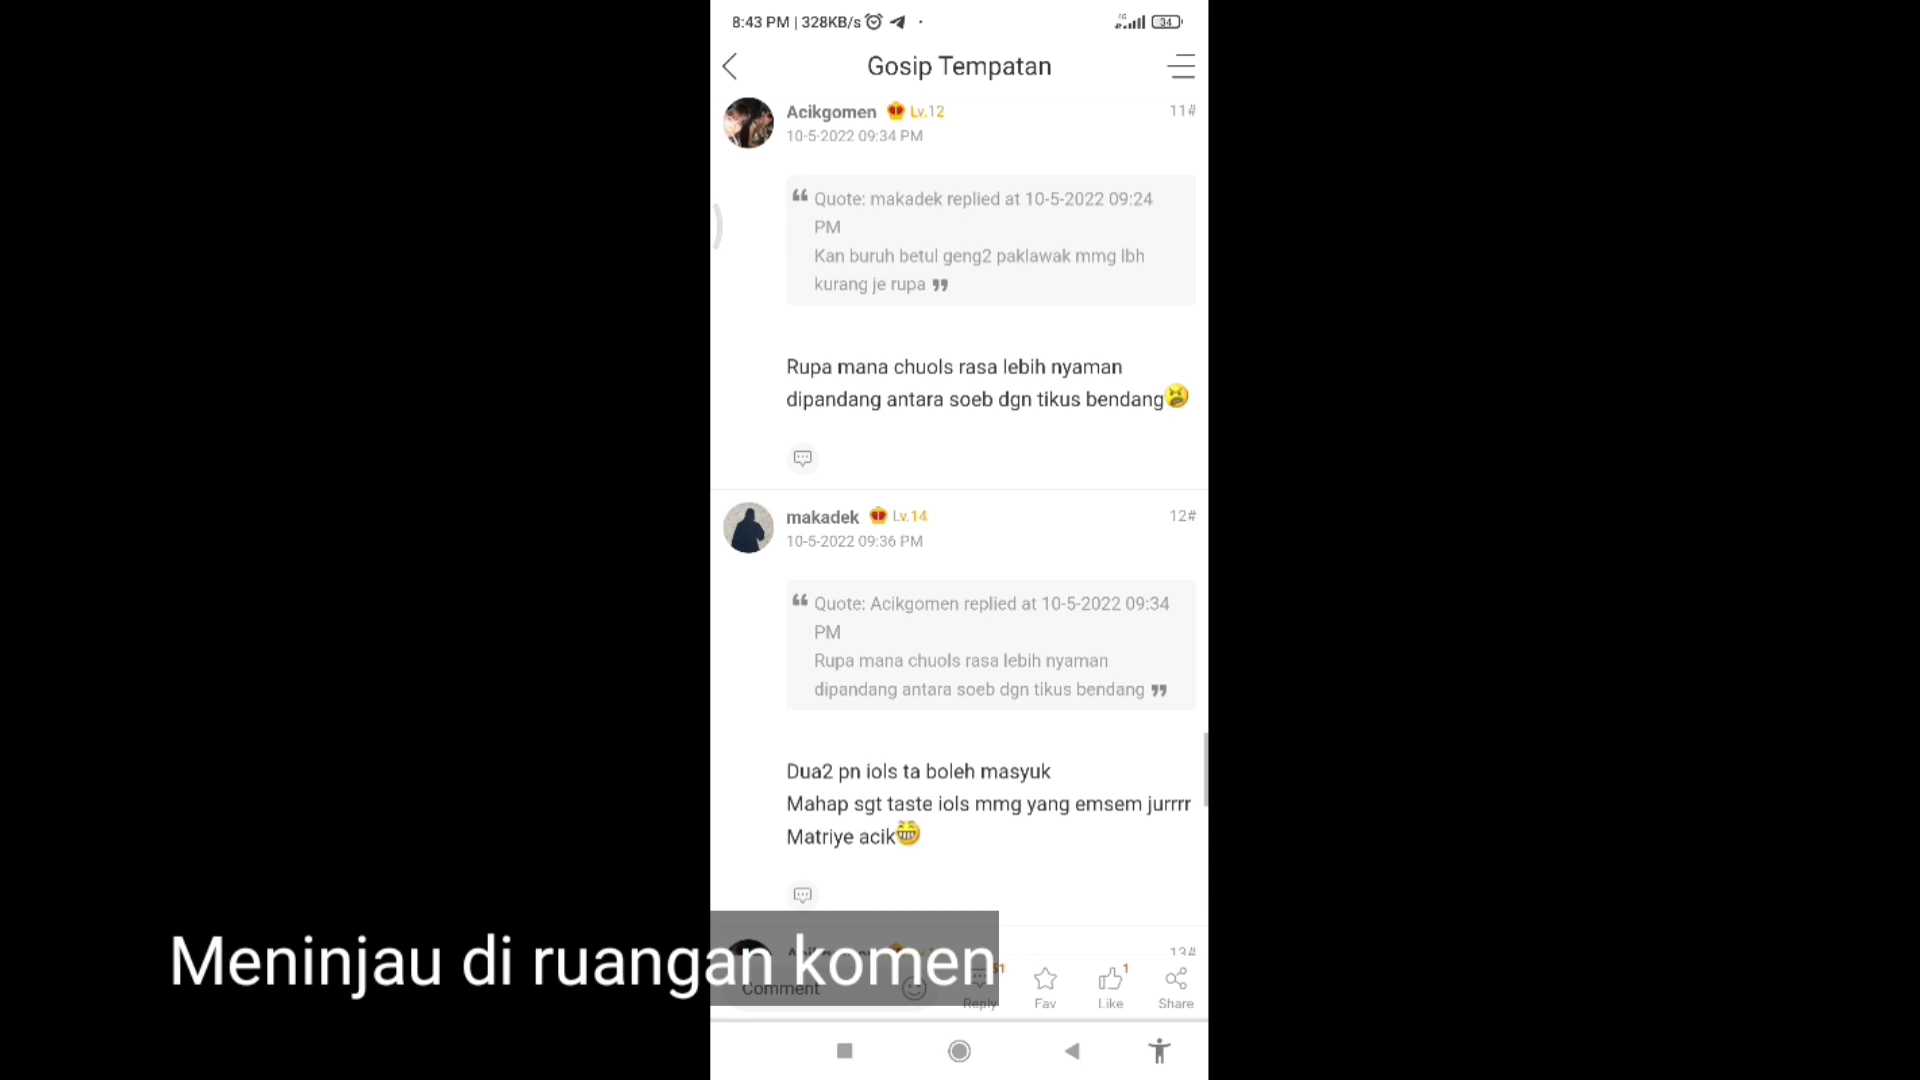 8:43 PM | 328KB/s
34
Gosip Tempatan
Acikgomen Lv.12 11#
10-5-2022 09:34 PM
Quote: makadek replied at 10-5-2022 09:24
PM
Kan buruh betul geng2 paklawak mmg lbh
kurang je rupa
Rupa mana chuols rasa lebih nyaman
dipandang antara soeb dgn tikus bendang
makadek Lv.14 12#
10-5-2022 09:36 PM
Quote: Acikgomen replied at 10-5-2022 09:34
PM
Rupa mana chuols rasa lebih nyaman
dipandang antara soeb dgn tikus bendang
Dua2 pn iols ta boleh masyuk
Mahap sgt taste iols mmg yang emsem jurrrr
Matriye acik
13#
Meninjau di ruangan komen
Comment
51
Reply
Fav
1
Like
Share